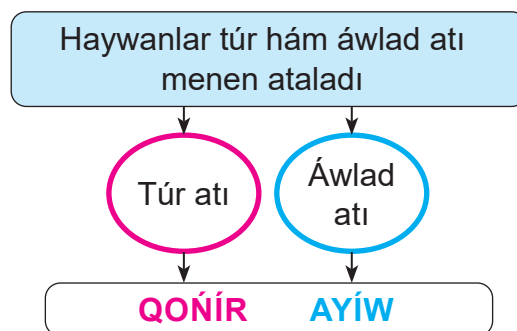 Haywanlar túr hám áwlad atı
menen ataladı
Túr atı
Áwlad
atı
QOŃÍR AYÍW